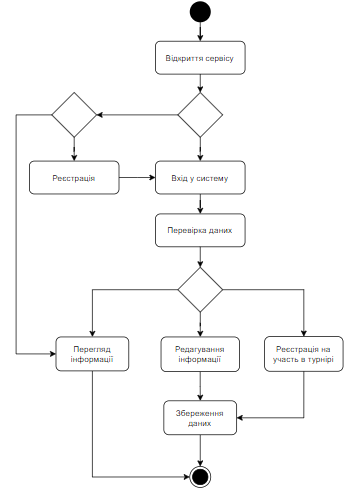 Відкриття сервісу
Реєстрація
Вхід у систему
Перевірка даних
Перегляд
інформації
Редагування
інформації
Реєстрація на
участь в турнірі
Збереження
даних